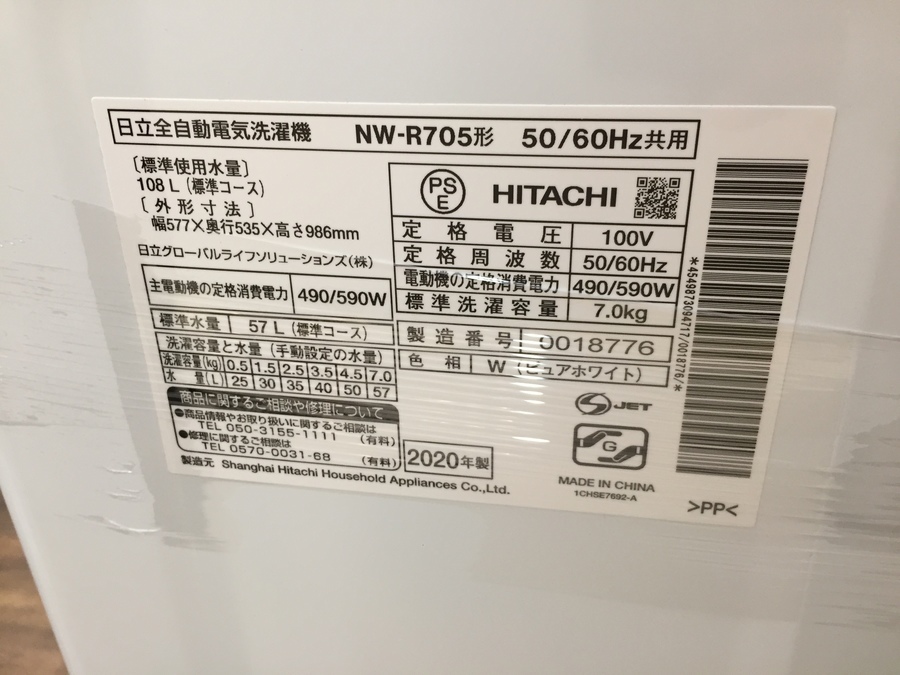 日立全自動電気洗濯機 NW-R705形 50/60Hz共用
〔標準使用水量〕
108 L (標準コース)
〔外形寸法〕
幅577×奥行535×高さ986mm
日立グローバルライフソリューションズ(株)
主電動機の定格消費電力 490/590W
標準水量 57 L (標準コース)
洗濯容量と水量 (手動設定の水量)
洗濯容量(kg) 0.5 1.5 2.5 3.5 4.5 7.0
水量(L) 25 30 35 40 50 57
商品に関するご相談や修理について
●商品情報やお取り扱いに関するご相談は
TEL 050-3155-1111 (有料)
●修理に関するご相談は
TEL 0570-0031-68 (有料)
製造元 Shanghai Hitachi Household Appliances Co.,Ltd.
PSE HITACHI
定格電圧 100V
定格周波数 50/60Hz
電動機の定格消費電力 490/590W
標準洗濯容量 7.0kg
製造番号 0018776
色相 W (ピュアホワイト)
JET
G
2020年製
MADE IN CHINA
1CHSE7692-A
*4549873094717/0018776/*
>PP<